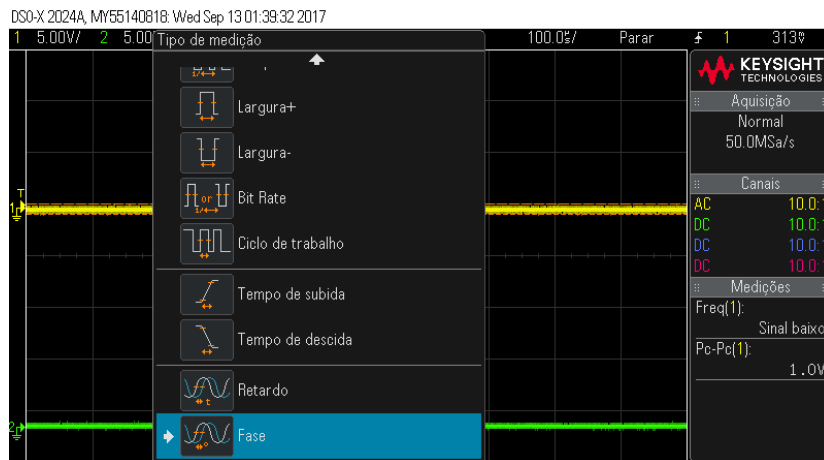 DS0-X 2024A, MY55140818: Wed Sep 13 01:39:32 2017
1 5.00V/ 2 5.00 Tipo de medição 100.0s/ Parar 1 313
KEYSIGHT
TECHNOLOGIES
Aquisição
Normal
50.0MSa/s
Largura+
Largura-
Bit Rate
Ciclo de trabalho
Tempo de subida
Tempo de descida
Retardo
Fase
Canais
AC 10.0:
DC 10.0:
DC 10.0:
DC 10.0:
Medições
Freq(1):
Sinal baixo
Pc-Pc(1):
1.0V